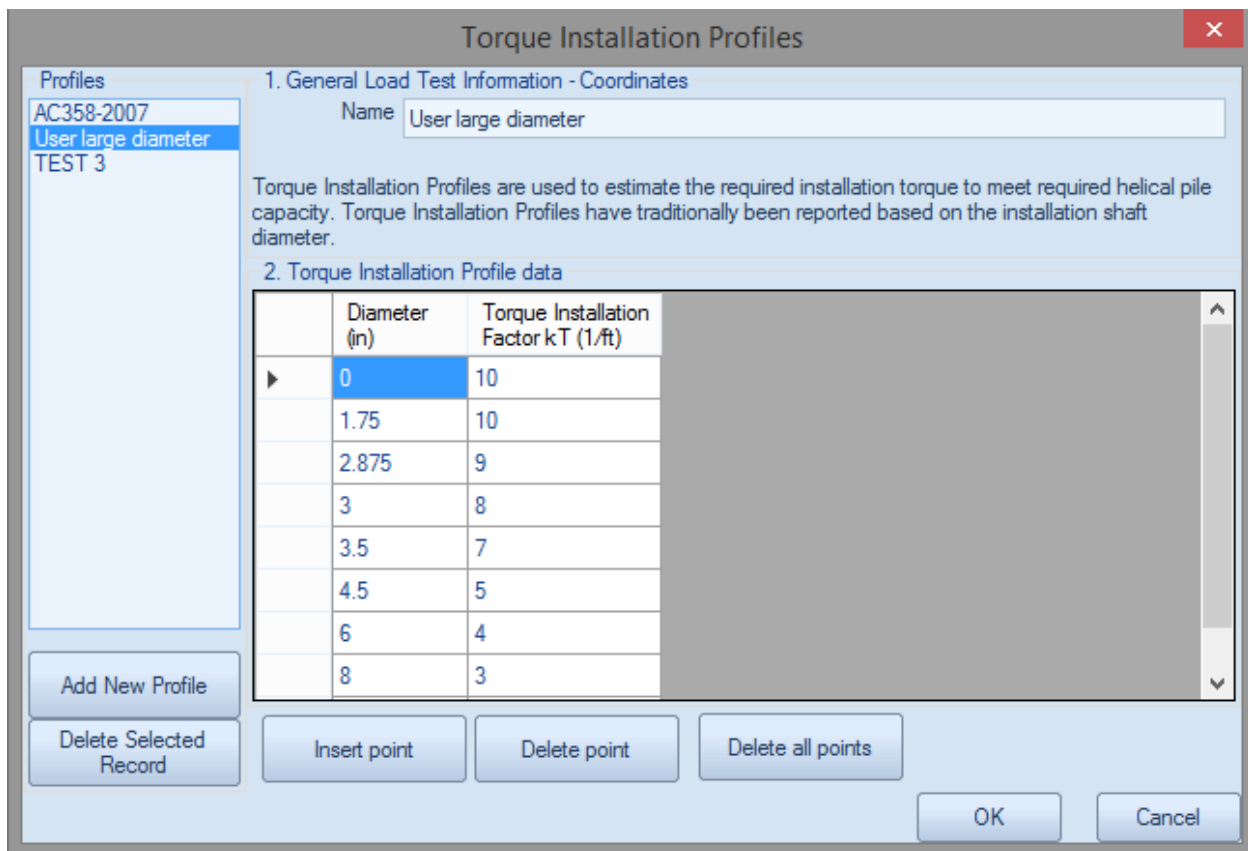 Torque Installation Profiles
×
Profiles
AC358-2007
User large diameter
TEST 3
1. General Load Test Information - Coordinates
Name User large diameter
Torque Installation Profiles are used to estimate the required installation torque to meet required helical pile
capacity. Torque Installation Profiles have traditionally been reported based on the installation shaft
diameter.
2. Torque Installation Profile data
Diameter (in) Torque Installation Factor kT (1/ft)
0 10
1.75 10
2.875 9
3 8
3.5 7
4.5 5
6 4
8 3
Add New Profile
Delete Selected
Record
Insert point Delete point Delete all points
OK Cancel